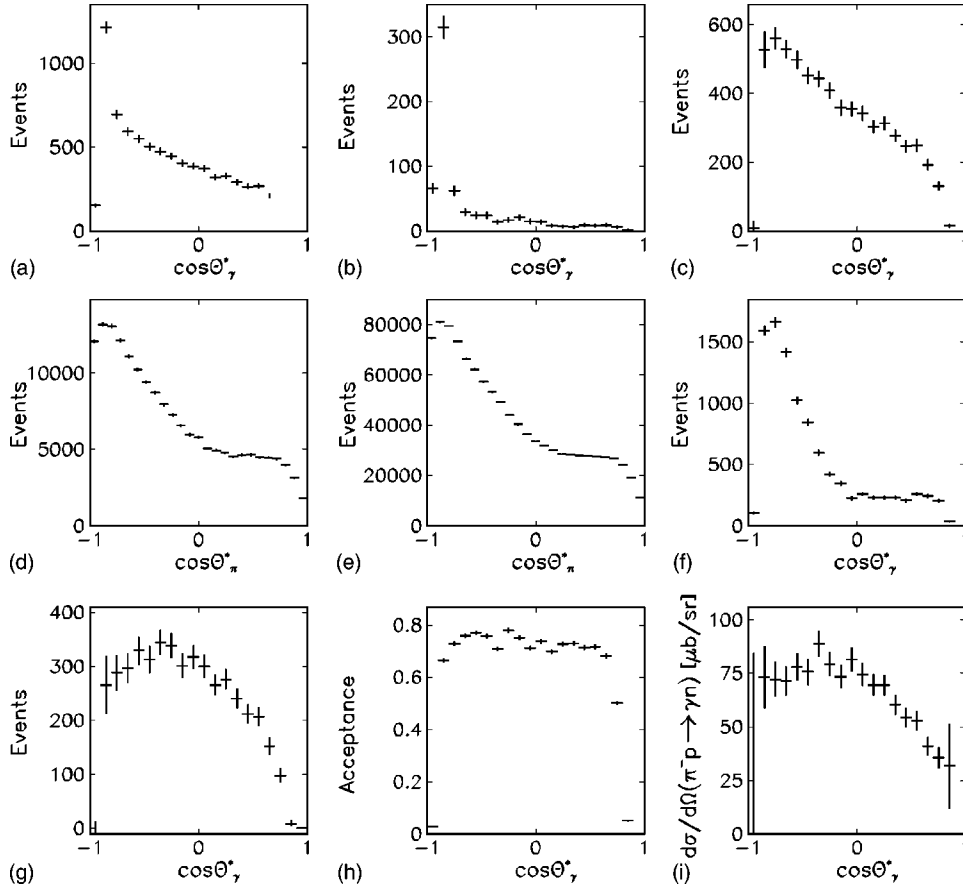 Events
1000
500
0
−1
0
1
(a)
cosΘ*γ
Events
300
200
100
0
−1
0
1
(b)
cosΘ*γ
Events
600
400
200
0
−1
0
1
(c)
cosΘ*γ
Events
10000
5000
0
−1
0
1
(d)
cosΘ*π
Events
80000
60000
40000
20000
0
−1
0
1
(e)
cosΘ*π
Events
1500
1000
500
0
−1
0
1
(f)
cosΘ*γ
Events
400
300
200
100
0
−1
0
1
(g)
cosΘ*γ
Acceptance
0.8
0.6
0.4
0.2
0
−1
0
1
(h)
cosΘ*γ
dσ/dΩ(π⁻p → γn) [μb/sr]
100
75
50
25
0
−1
0
1
(i)
cosΘ*γ